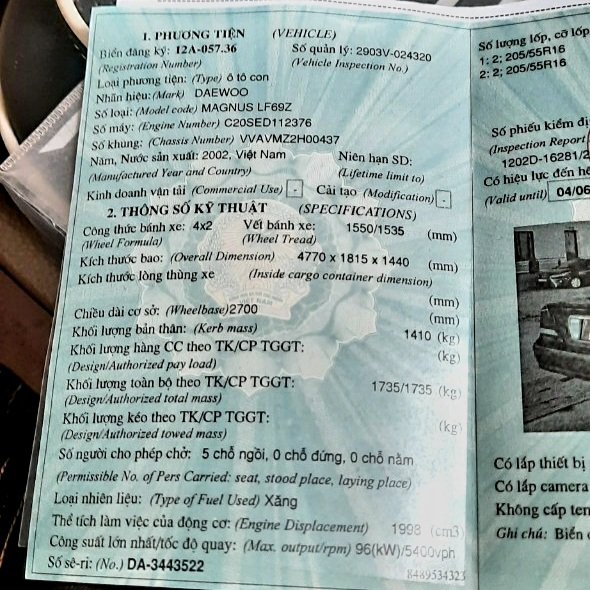 1. PHƯƠNG TIỆN (VEHICLE)
Biển đăng ký: 12A-057.36 Số quản lý: 2903V-024320
(Registration Number) (Vehicle Inspection No.)
Loại phương tiện: (Type) ô tô con
Nhãn hiệu: (Mark) DAEWOO
Số loại: (Model code) MAGNUS LF69Z
Số máy: (Engine Number) C20SED112376
Số khung: (Chassis Number) VVAVMZ2H00437
Năm, Nước sản xuất: 2002, Việt Nam Niên hạn SD:
(Manufactured Year and Country) (Lifetime limit to)
Kinh doanh vận tải (Commercial Use) - Cải tạo (Modification) -
2. THÔNG SỐ KỸ THUẬT (SPECIFICATIONS)
Công thức bánh xe: 4x2 Vết bánh xe: 1550/1535 (mm)
(Wheel Formula) (Wheel Tread)
Kích thước bao: (Overall Dimension) 4770 x 1815 x 1440 (mm)
Kích thước lòng thùng xe (Inside cargo container dimension)
(mm)
Chiều dài cơ sở: (Wheelbase)2700 (mm)
Khối lượng bản thân: (Kerb mass) 1410 (kg)
Khối lượng hàng CC theo TK/CP TGGT: (kg)
(Design/Authorized pay load)
Khối lượng toàn bộ theo TK/CP TGGT: 1735/1735 (kg)
(Design/Authorized total mass)
Khối lượng kéo theo TK/CP TGGT: (kg)
(Design/Authorized towed mass)
Số người cho phép chở: 5 chỗ ngồi, 0 chỗ đứng, 0 chỗ nằm
(Permissible No. of Pers Carried: seat, stood place, laying place)
Loại nhiên liệu: (Type of Fuel Used) Xăng
Thể tích làm việc của động cơ: (Engine Displacement) 1998 (cm3)
Công suất lớn nhất/tốc độ quay: (Max. output/rpm) 96(kW)/5400vph
Số sê-ri: (No.) DA-3443522
8489534323
Số lượng lốp, cỡ lốp
1: 2; 205/55R16
2: 2; 205/55R16
Số phiếu kiểm đị
(Inspection Report
1202D-16281/2
Có hiệu lực đến hế
(Valid until) 04/06
Có lắp thiết bị
Có lắp camera
Không cấp tem
Ghi chú: Biển